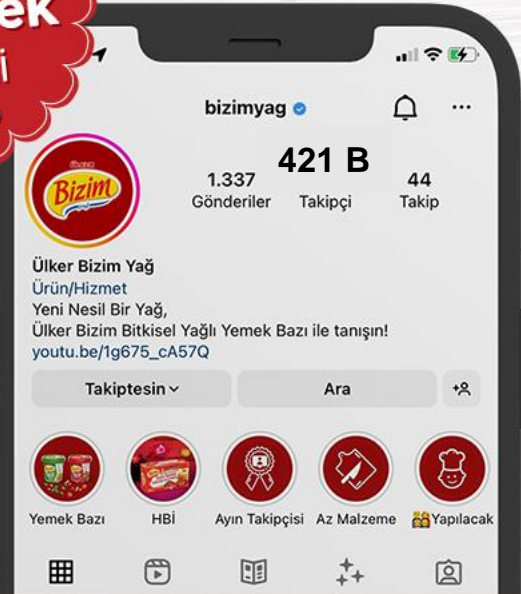 ek
i
bizimyag
421 B
1.337
44
Gönderiler
Takipçi
Takip
ÜLKER
Bizim
Ülker Bizim Yağ
Ürün/Hizmet
Yeni Nesil Bir Yağ,
Ülker Bizim Bitkisel Yağlı Yemek Bazı ile tanışın!
youtu.be/1g675_cA57Q
Takiptesin
Ara
Yemek Bazı
HBİ
Ayın Takipçisi
Az Malzeme
👩‍🍳Yapılacak